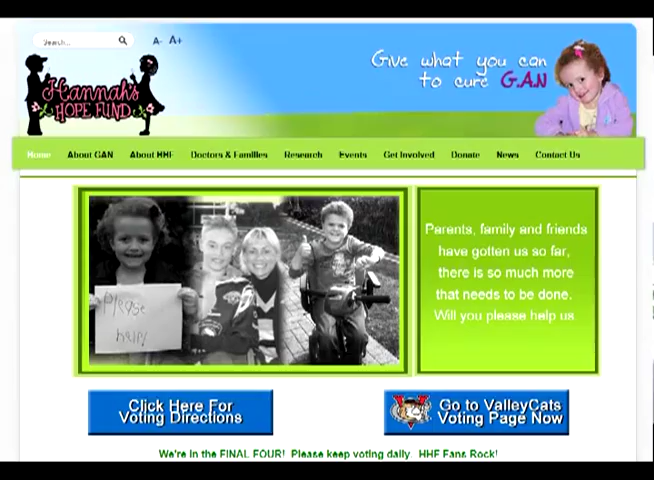 Search...
A- A+
Give what you can
to cure G.A.N
Hannah's
HOPE FUND
Home About GAN About HHF Doctors & Families Research Events Get Involved Donate News Contact Us
Please
help!
Parents, family and friends
have gotten us so far,
there is so much more
that needs to be done.
Will you please help us
Click Here For
Voting Directions
Go to ValleyCats
Voting Page Now
We're in the FINAL FOUR! Please keep voting daily. HHF Fans Rock!